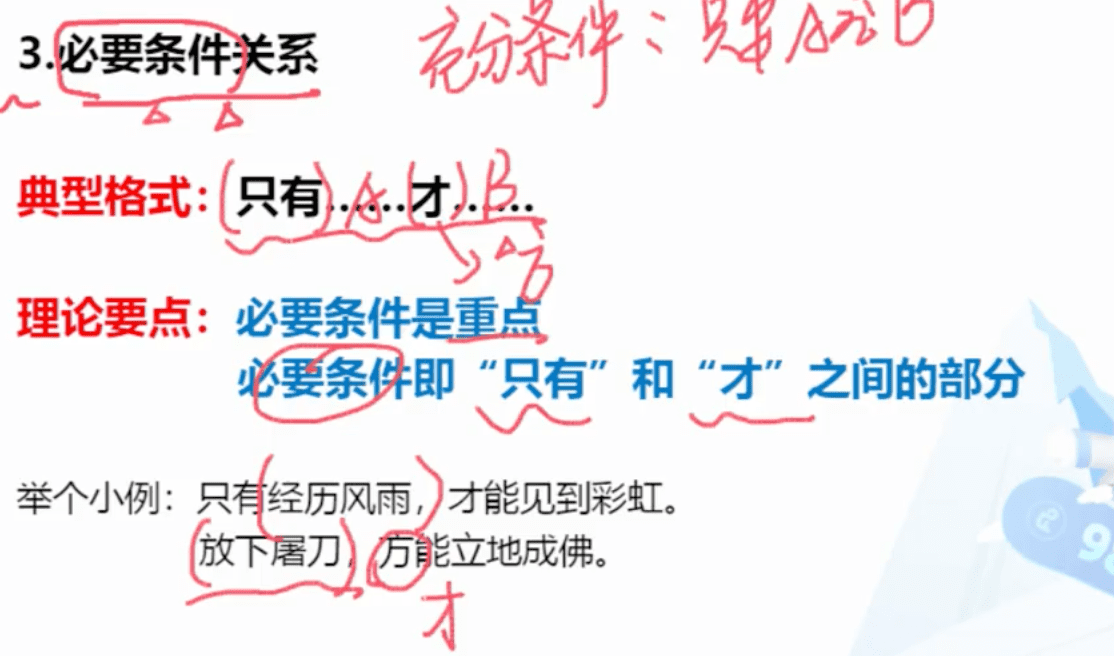 3.必要条件关系
充分条件：只要A就B
典型格式：只有……才……
A B
方
理论要点：必要条件是重点
必要条件即“只有”和“才”之间的部分
举个小例：只有经历风雨，才能见到彩虹。
放下屠刀，方能立地成佛。
才